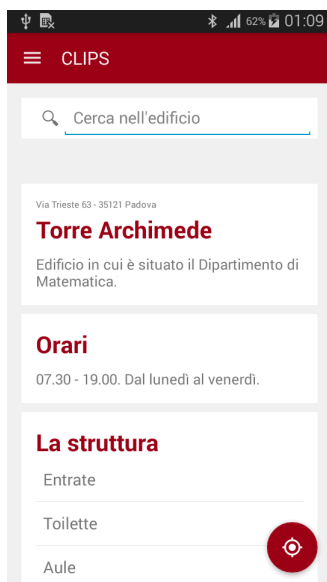 62% 01:09
CLIPS
Cerca nell'edificio
Via Trieste 63 - 35121 Padova
Torre Archimede
Edificio in cui è situato il Dipartimento di
Matematica.
Orari
07.30 - 19.00. Dal lunedì al venerdì.
La struttura
Entrate
Toilette
Aule